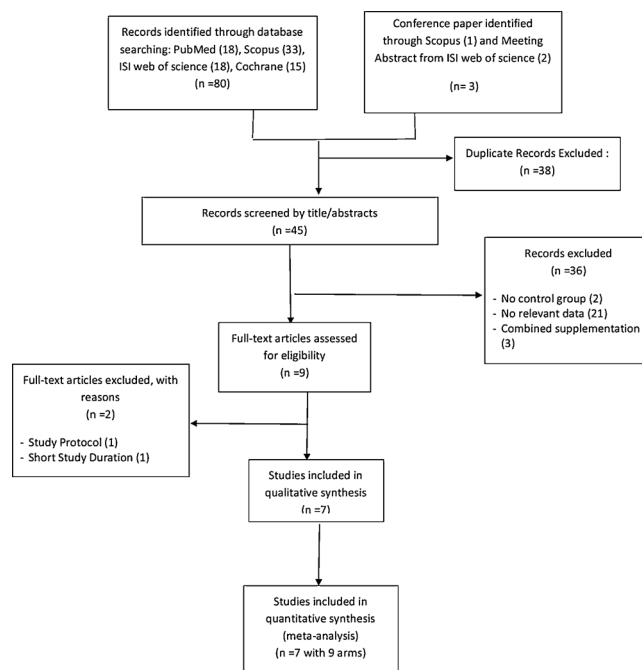 Records identified through database
searching: PubMed (18), Scopus (33),
ISI web of science (18), Cochrane (15)
(n =80)
Conference paper identified
through Scopus (1) and Meeting
Abstract from ISI web of science (2)
(n= 3)
Duplicate Records Excluded :
(n =38)
Records screened by title/abstracts
(n =45)
Records excluded
(n =36)
- No control group (2)
- No relevant data (21)
- Combined supplementation
(3)
Full-text articles assessed
for eligibility
(n =9)
Full-text articles excluded, with
reasons
(n =2)
- Study Protocol (1)
- Short Study Duration (1)
Studies included in
qualitative synthesis
(n =7)
Studies included in
quantitative synthesis
(meta-analysis)
n =7 with 9 arms)